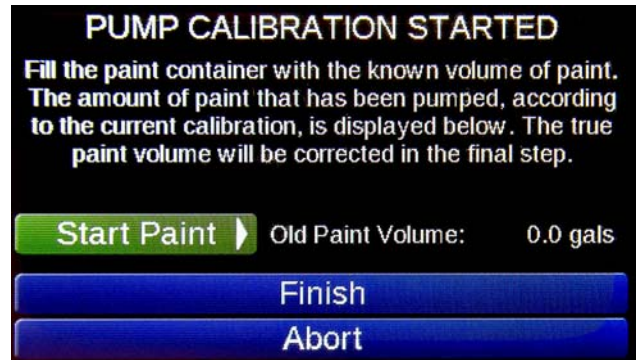 PUMP CALIBRATION STARTED
Fill the paint container with the known volume of paint.
The amount of paint that has been pumped, according
to the current calibration, is displayed below. The true
paint volume will be corrected in the final step.
Start Paint Old Paint Volume: 0.0 gals
Finish
Abort